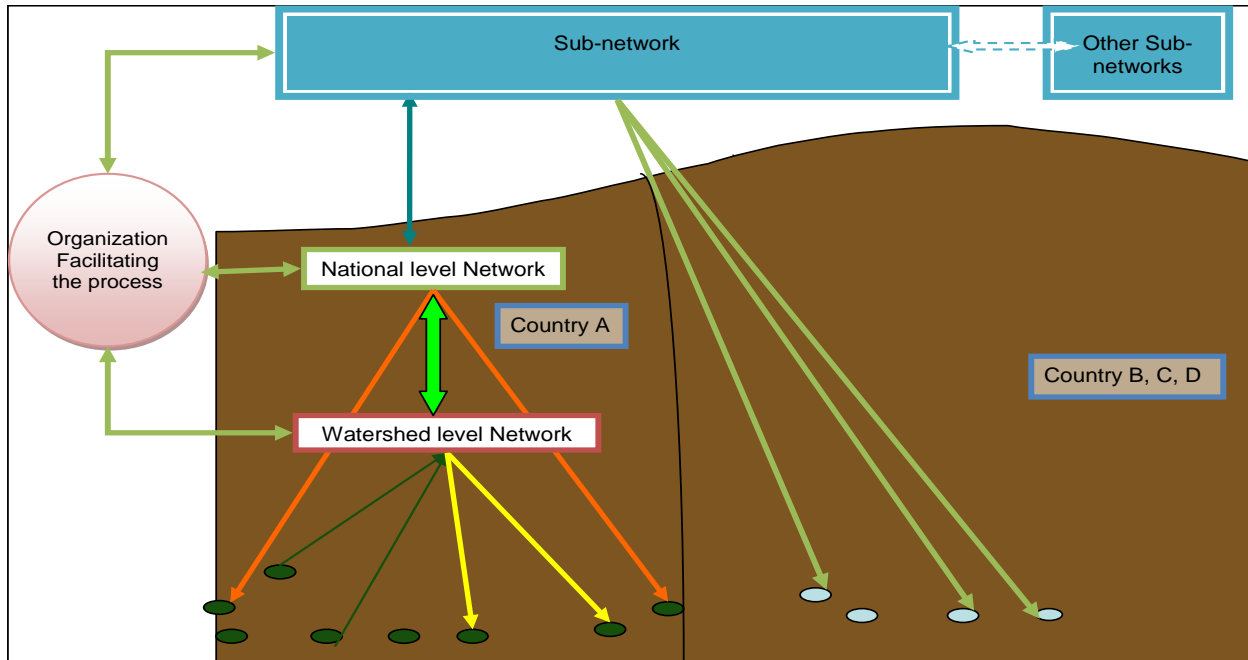 Sub-network
Other Sub-
networks
Organization
Facilitating
the process
National level Network
Country A
Country B, C, D
Watershed level Network